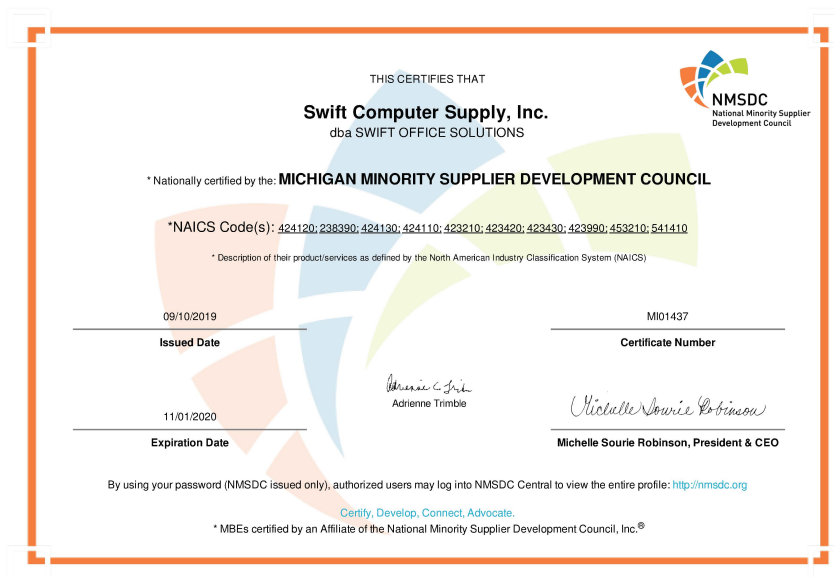 THIS CERTIFIES THAT
NMSDC
National Minority Supplier
Development Council
Swift Computer Supply, Inc.
dba SWIFT OFFICE SOLUTIONS
* Nationally certified by the: MICHIGAN MINORITY SUPPLIER DEVELOPMENT COUNCIL
*NAICS Code(s): 424120; 238390; 424130; 424110; 423210; 423420; 423430; 423990; 453210; 541410
* Description of their product/services as defined by the North American Industry Classification System (NAICS)
09/10/2019
Issued Date
MI01437
Certificate Number
Adrienne C. Trimble
Adrienne Trimble
11/01/2020
Expiration Date
Michelle Sourie Robinson
Michelle Sourie Robinson, President & CEO
By using your password (NMSDC issued only), authorized users may log into NMSDC Central to view the entire profile: http://nmsdc.org
Certify, Develop, Connect, Advocate.
* MBEs certified by an Affiliate of the National Minority Supplier Development Council, Inc.®